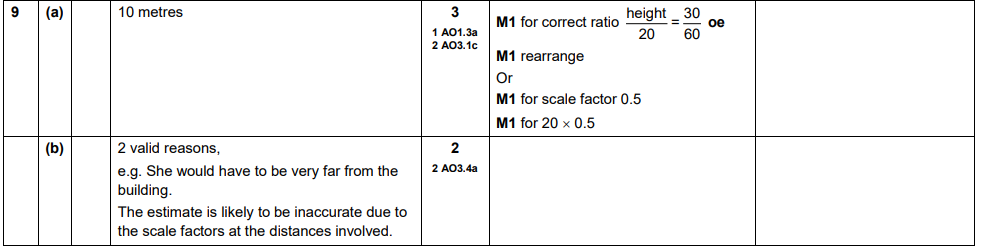 9 (a) 10 metres 3 M1 for correct ratio height/20 = 30/60 oe
1 AO1.3a
2 AO3.1c
M1 rearrange
Or
M1 for scale factor 0.5
M1 for 20 × 0.5
(b) 2 valid reasons, 2
e.g. She would have to be very far from the 2 AO3.4a
building.
The estimate is likely to be inaccurate due to
the scale factors at the distances involved.